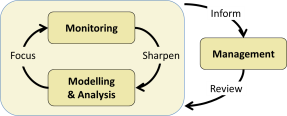 Inform
Monitoring
Focus
Sharpen
Management
Modelling
& Analysis
Review